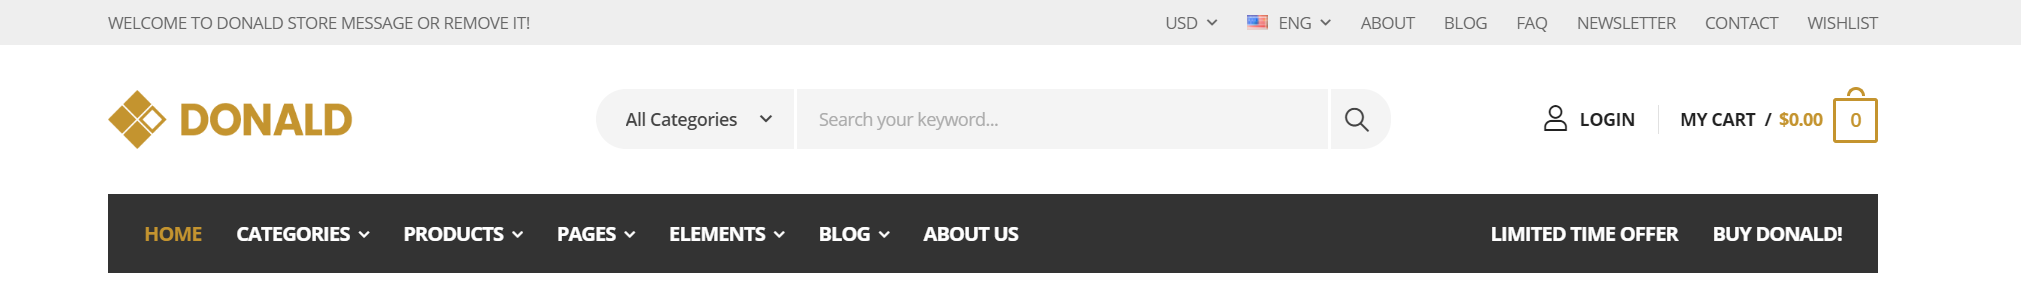 WELCOME TO DONALD STORE MESSAGE OR REMOVE IT! USD ENG ABOUT BLOG FAQ NEWSLETTER CONTACT WISHLIST
DONALD All Categories Search your keyword... LOGIN MY CART / $0.00 0
HOME CATEGORIES PRODUCTS PAGES ELEMENTS BLOG ABOUT US LIMITED TIME OFFER BUY DONALD!